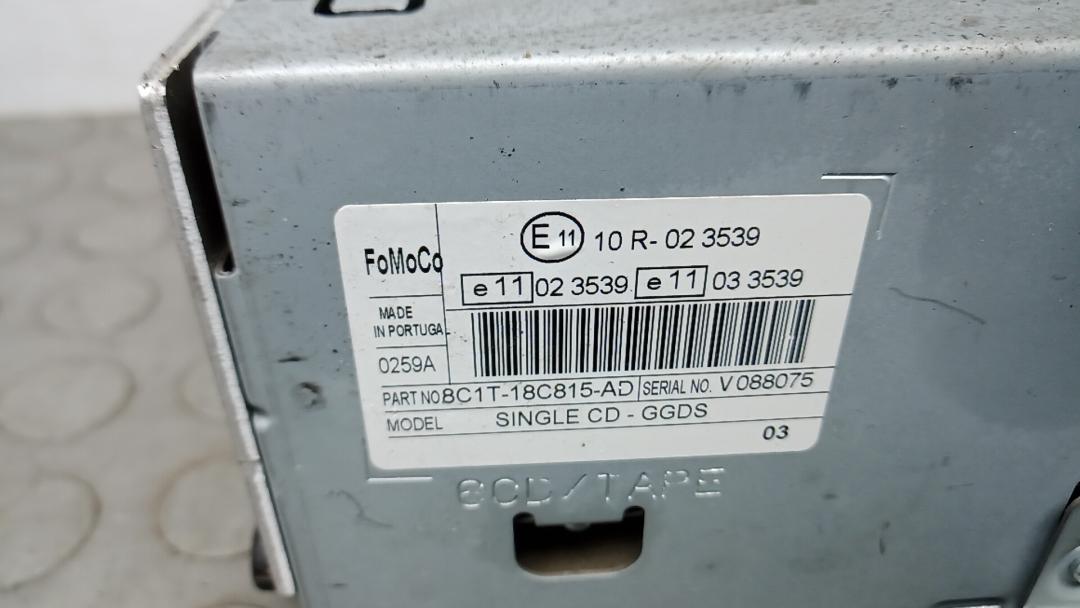 E 11 10 R- 02 3539
FoMoCo
e 11 02 3539 e 11 03 3539
MADE
IN PORTUGAL
0259A
PART NO 8C1T-18C815-AD SERIAL NO. V 088075
MODEL SINGLE CD - GGDS
03
6CD/TAPE